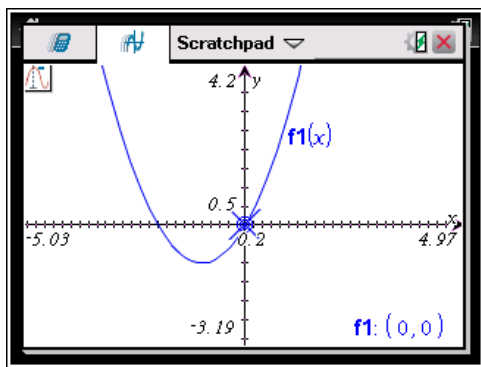 Scratchpad
4.2 y
f1(x)
0.5
x
-5.03 0.2 4.97
-3.19 f1: (0,0)